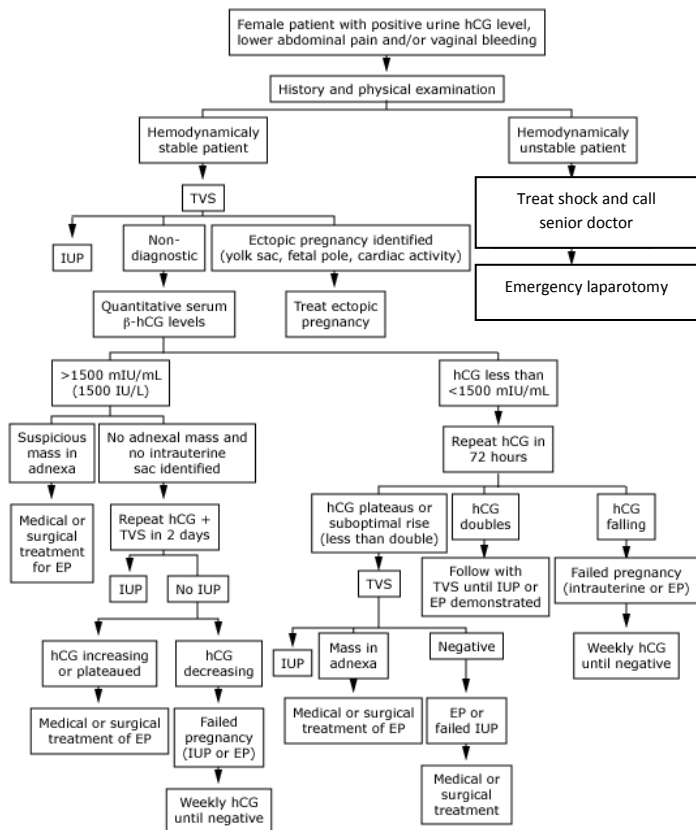 Female patient with positive urine hCG level,
lower abdominal pain and/or vaginal bleeding
History and physical examination
Hemodynamicaly
stable patient
Hemodynamicaly
unstable patient
TVS
Treat shock and call
senior doctor
IUP
Non-
diagnostic
Ectopic pregnancy identified
(yolk sac, fetal pole, cardiac activity)
Emergency laparotomy
Quantitative serum
β-hCG levels
Treat ectopic
pregnancy
>1500 mIU/mL
(1500 IU/L)
hCG less than
<1500 mIU/mL
Suspicious
mass in
adnexa
No adnexal mass and
no intrauterine
sac identified
Repeat hCG in
72 hours
Medical or
surgical
treatment
for EP
Repeat hCG +
TVS in 2 days
hCG plateaus or
suboptimal rise
(less than double)
hCG
doubles
hCG
falling
IUP
No IUP
TVS
Follow with
TVS until IUP or
EP demonstrated
Failed pregnancy
(intrauterine or EP)
hCG increasing
or plateaued
hCG
decreasing
IUP
Mass in
adnexa
Negative
Weekly hCG
until negative
Medical or surgical
treatment of EP
Failed
pregnancy
(IUP or EP)
Medical or surgical
treatment of EP
EP or
failed IUP
Weekly hCG
until negative
Medical or
surgical
treatment